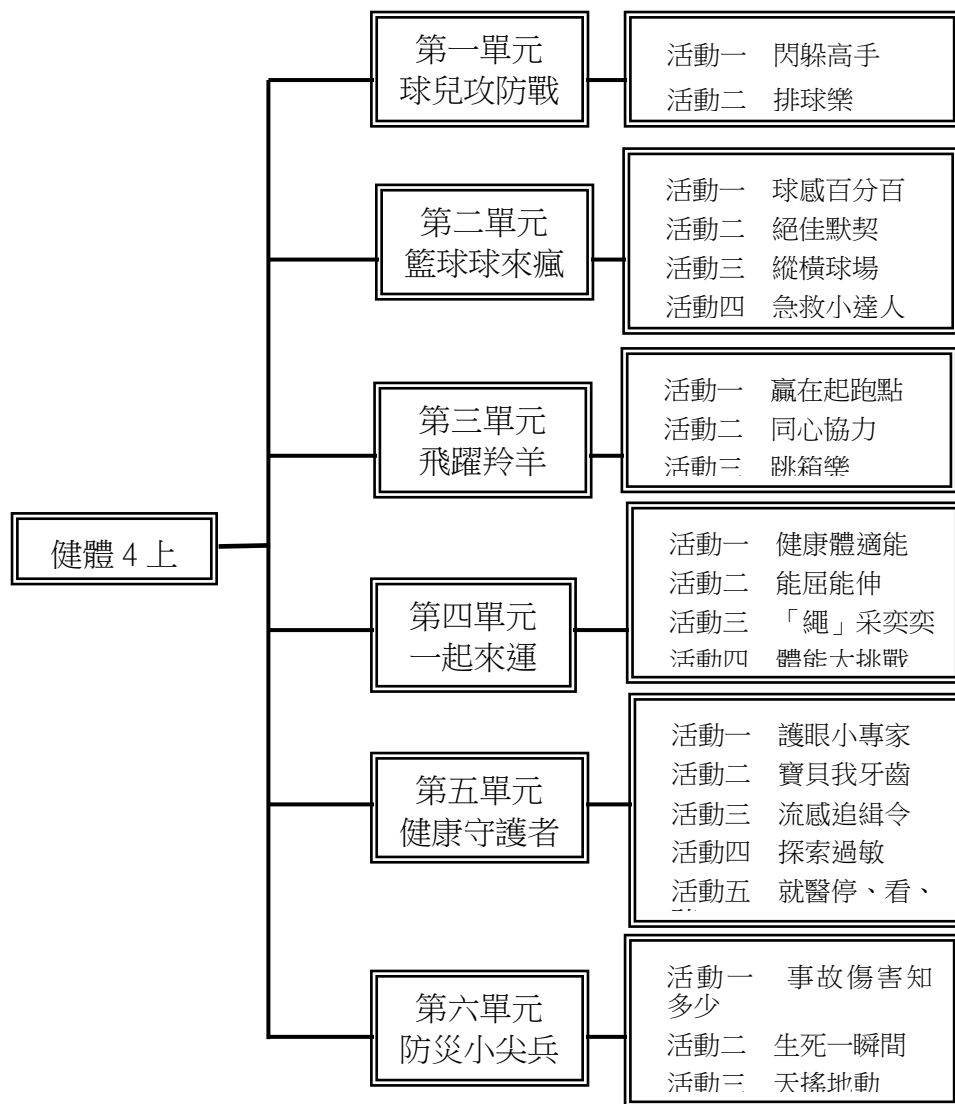 健體 4 上
第一單元
球兒攻防戰
活動一　閃躲高手
活動二　排球樂
第二單元
籃球球來瘋
活動一　球感百分百
活動二　絕佳默契
活動三　縱橫球場
活動四　急救小達人
第三單元
飛躍羚羊
活動一　贏在起跑點
活動二　同心協力
活動三　跳箱樂
第四單元
一起來運
活動一　健康體適能
活動二　能屈能伸
活動三　「繩」采奕奕
活動四　體能大挑戰
第五單元
健康守護者
活動一　護眼小專家
活動二　寶貝我牙齒
活動三　流感追緝令
活動四　探索過敏
活動五　就醫停、看、
第六單元
防災小尖兵
活動一　事故傷害知
多少
活動二　生死一瞬間
活動三　天搖地動